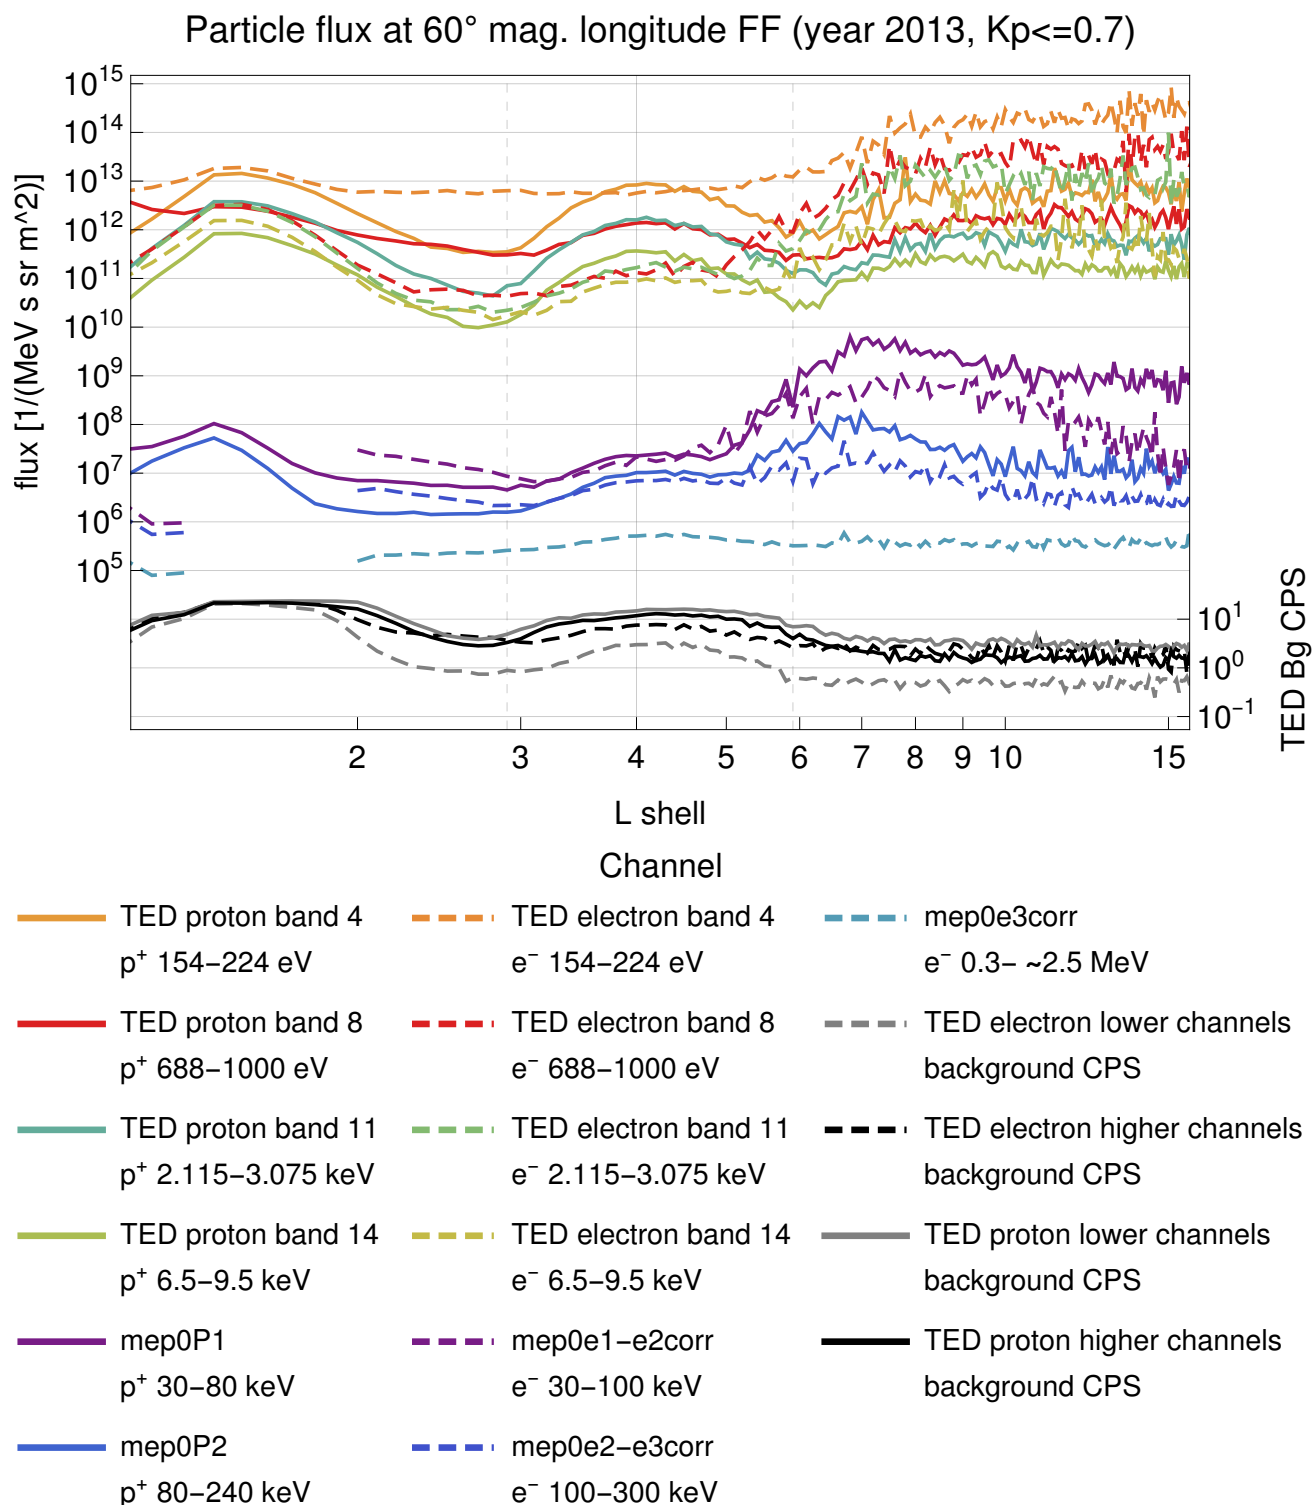 Particle flux at 60° mag. longitude FF (year 2013, Kp<=0.7)
flux [1/(MeV s sr m^2)]
10^15
10^14
10^13
10^12
10^11
10^10
10^9
10^8
10^7
10^6
10^5
10^1
10^0
10^−1
TED Bg CPS
2 3 4 5 6 7 8 9 10 15
L shell
Channel
TED proton band 4
p^+ 154−224 eV
TED electron band 4
e^− 154−224 eV
mep0e3corr
e^− 0.3− ~2.5 MeV
TED proton band 8
p^+ 688−1000 eV
TED electron band 8
e^− 688−1000 eV
TED electron lower channels
background CPS
TED proton band 11
p^+ 2.115−3.075 keV
TED electron band 11
e^− 2.115−3.075 keV
TED electron higher channels
background CPS
TED proton band 14
p^+ 6.5−9.5 keV
TED electron band 14
e^− 6.5−9.5 keV
TED proton lower channels
background CPS
mep0P1
p^+ 30−80 keV
mep0e1−e2corr
e^− 30−100 keV
TED proton higher channels
background CPS
mep0P2
p^+ 80−240 keV
mep0e2−e3corr
e^− 100−300 keV